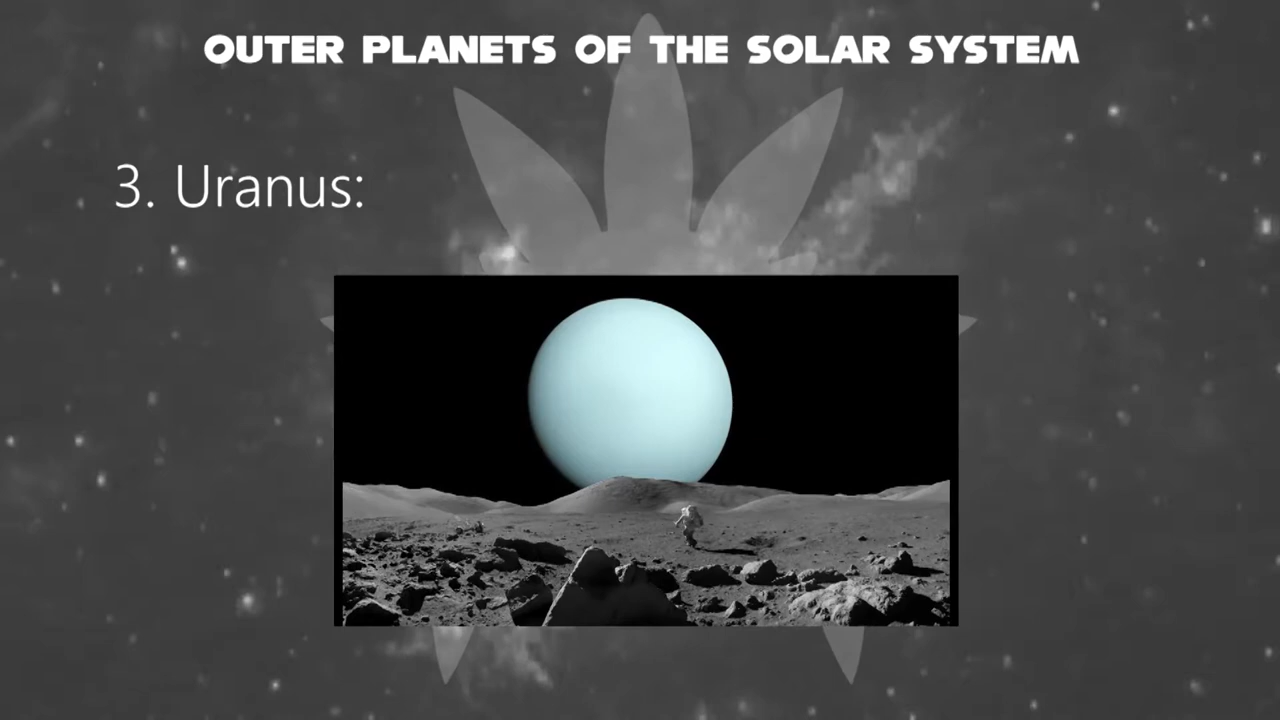 OUTER PLANETS OF THE SOLAR SYSTEM
3. Uranus: